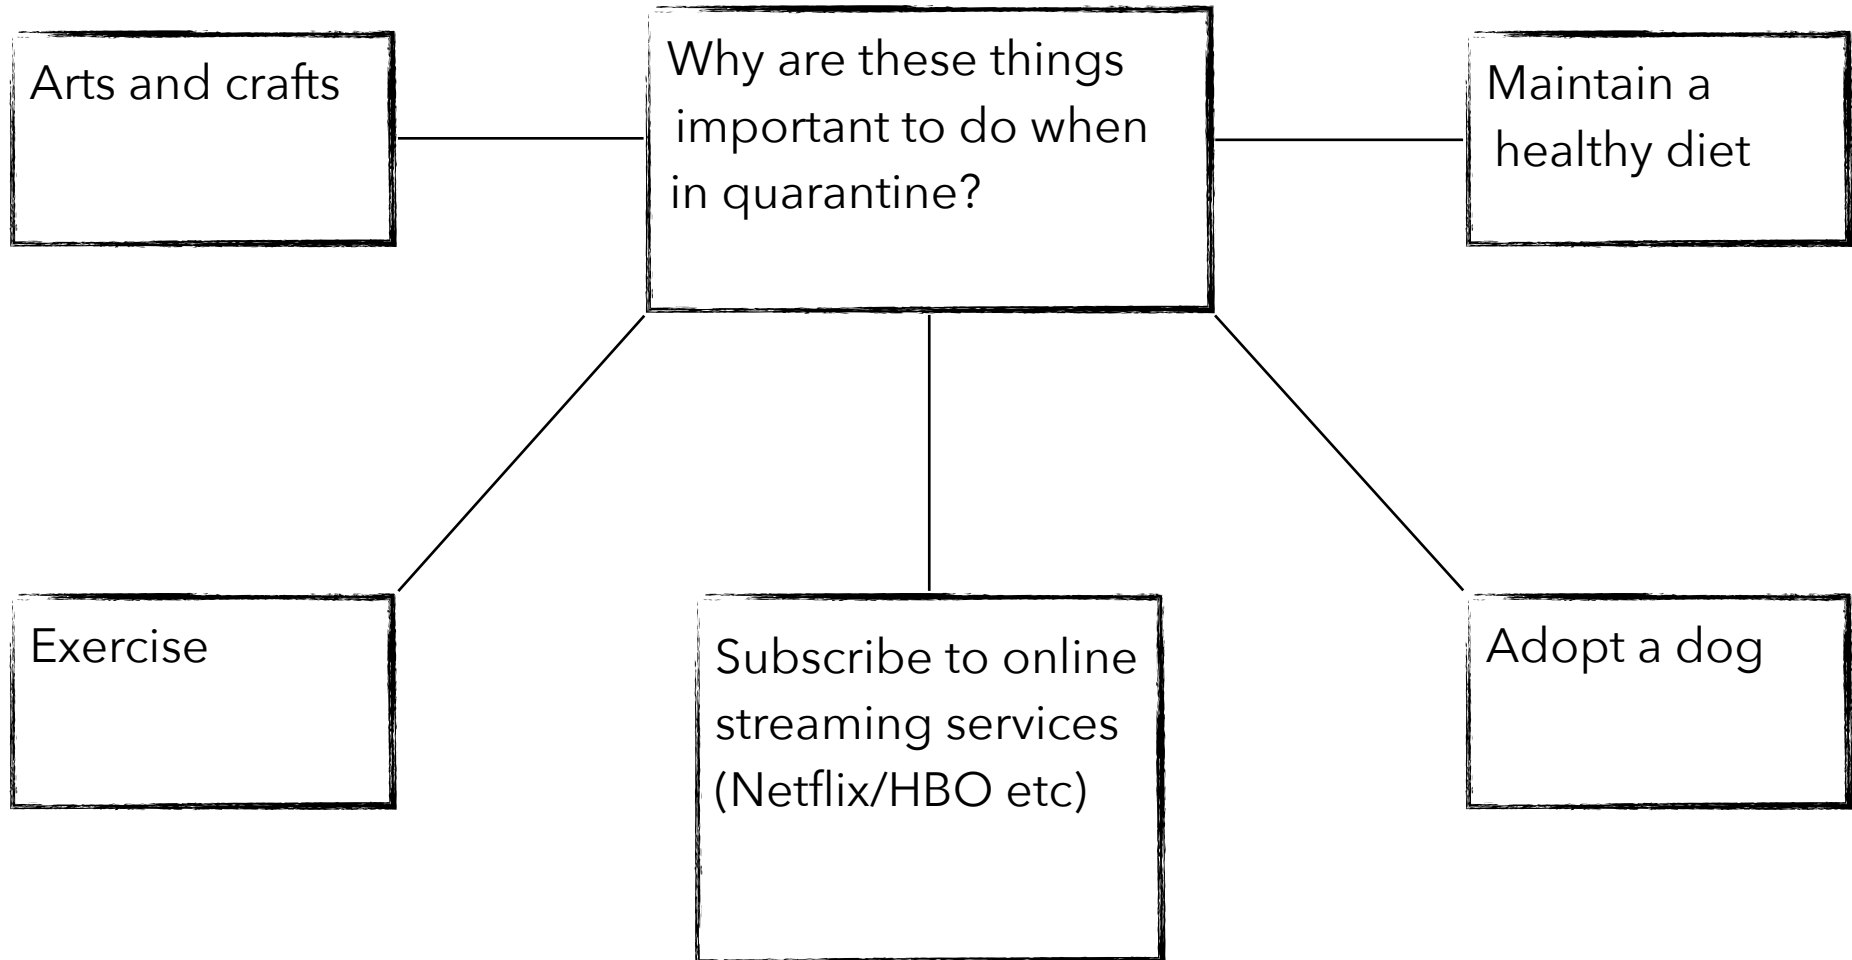 Arts and crafts
Why are these things
important to do when
in quarantine?
Maintain a
healthy diet
Exercise
Subscribe to online
streaming services
(Netflix/HBO etc)
Adopt a dog